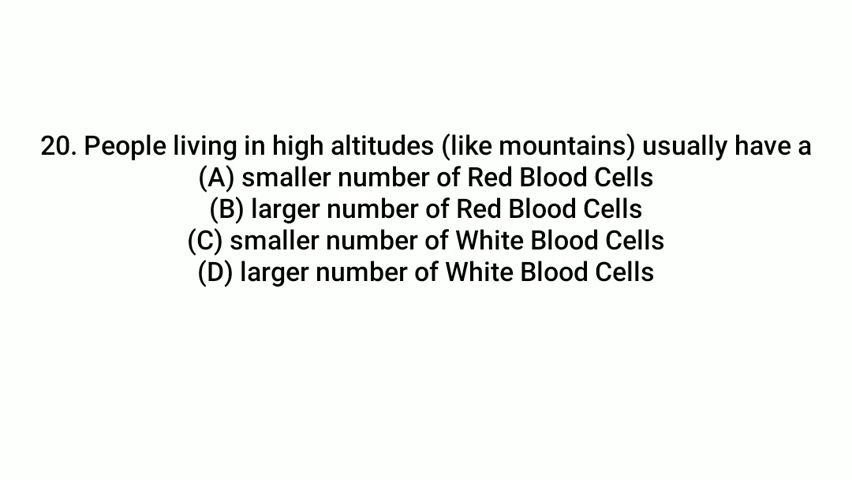 20. People living in high altitudes (like mountains) usually have a
(A) smaller number of Red Blood Cells
(B) larger number of Red Blood Cells
(C) smaller number of White Blood Cells
(D) larger number of White Blood Cells